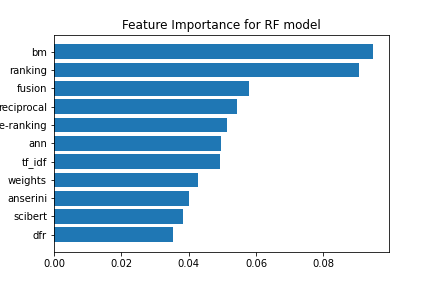 Feature Importance for RF model
bm
ranking
fusion
reciprocal
e-ranking
ann
tf_idf
weights
anserini
scibert
dfr
0.00 0.02 0.04 0.06 0.08